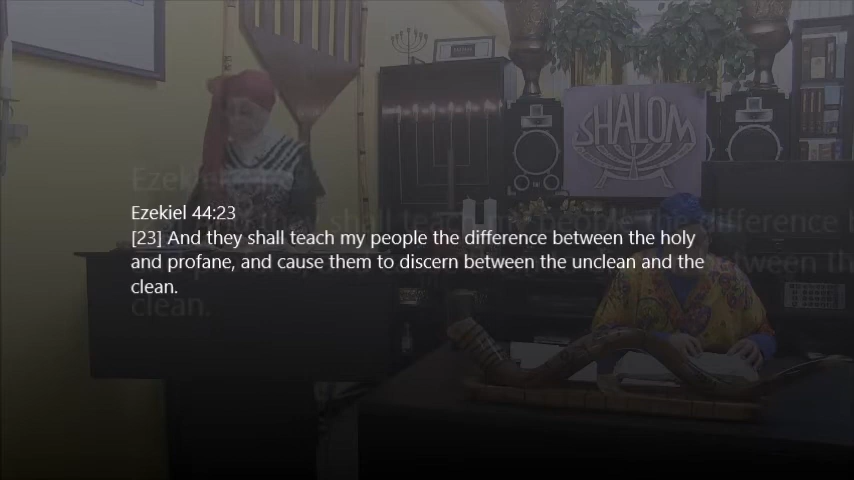 SHALOM
Ezekiel 44:23
[23] And they shall teach my people the difference between the holy
and profane, and cause them to discern between the unclean and the
clean.